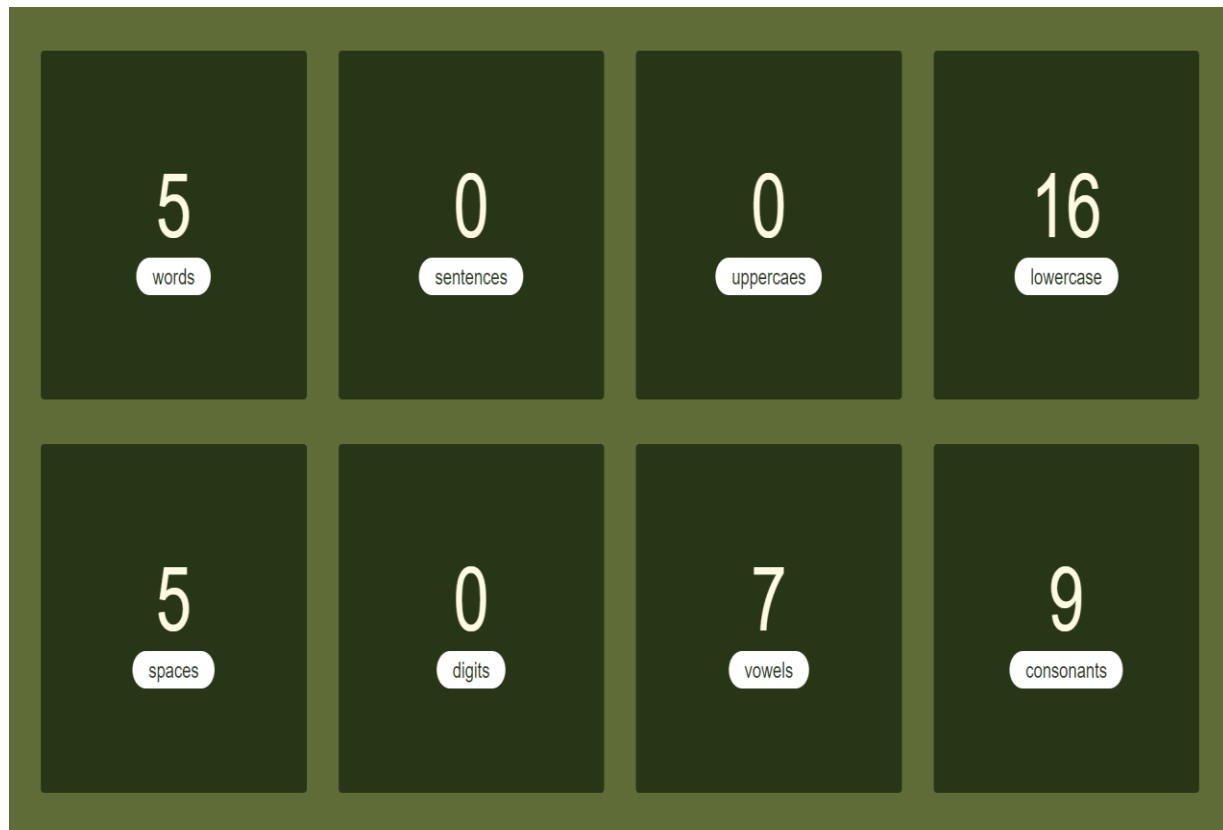 5 0 0 16
words sentences uppercaes lowercase
5 0 7 9
spaces digits vowels consonants